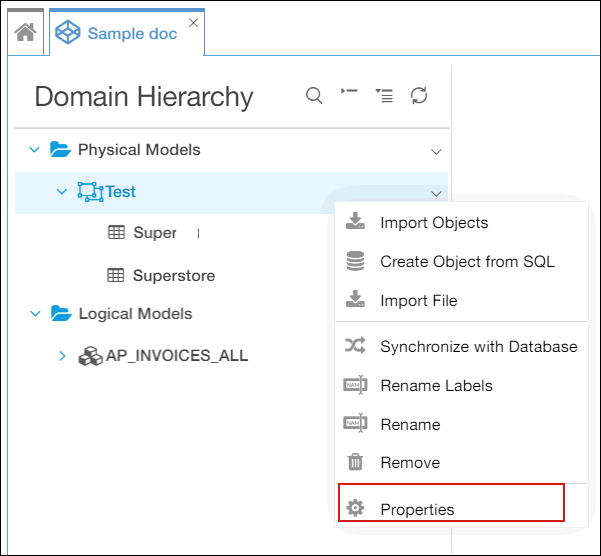 Sample doc
Domain Hierarchy
Physical Models
Test
Super
Superstore
Logical Models
AP_INVOICES_ALL
Import Objects
Create Object from SQL
Import File
Synchronize with Database
Rename Labels
Rename
Remove
Properties